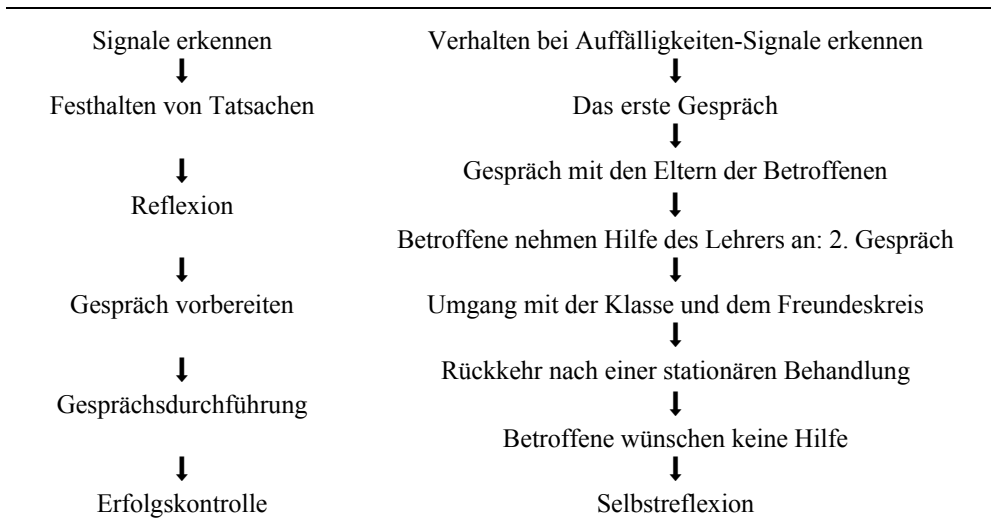 Signale erkennen
Festhalten von Tatsachen
Reflexion
Gespräch vorbereiten
Gesprächsdurchführung
Erfolgskontrolle
Verhalten bei Auffälligkeiten-Signale erkennen
Das erste Gespräch
Gespräch mit den Eltern der Betroffenen
Betroffene nehmen Hilfe des Lehrers an: 2. Gespräch
Umgang mit der Klasse und dem Freundeskreis
Rückkehr nach einer stationären Behandlung
Betroffene wünschen keine Hilfe
Selbstreflexion